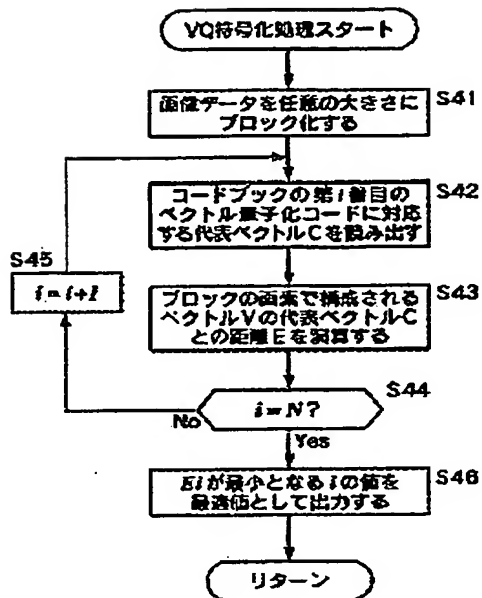 VQ符号化処理スタート
S41
画像データを任意の大きさに
ブロック化する
S42
コードブックの第i番目の
ベクトル量子化コードに対応
する代表ベクトルCを読み出す
S45
i=i+1
S43
ブロックの画素で構成される
ベクトルVの代表ベクトルC
との距離Eを演算する
S44
i=N?
No
Yes
S46
Eiが最小となるiの値を
最適値として出力する
リターン